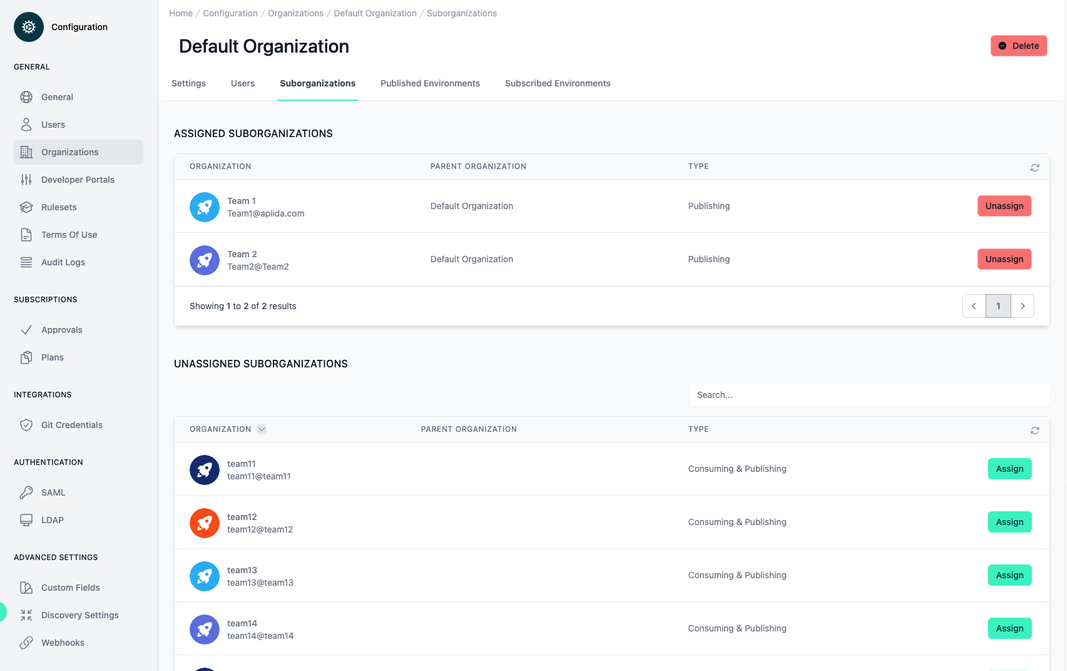 Configuration
GENERAL
General
Users
Organizations
Developer Portals
Rulesets
Terms Of Use
Audit Logs
SUBSCRIPTIONS
Approvals
Plans
INTEGRATIONS
Git Credentials
AUTHENTICATION
SAML
LDAP
ADVANCED SETTINGS
Custom Fields
Discovery Settings
Webhooks
Home / Configuration / Organizations / Default Organization / Suborganizations
Default Organization
Delete
Settings Users Suborganizations Published Environments Subscribed Environments
ASSIGNED SUBORGANIZATIONS
ORGANIZATION PARENT ORGANIZATION TYPE
Team 1
Team1@apiida.com
Default Organization
Publishing
Unassign
Team 2
Team2@Team2
Default Organization
Publishing
Unassign
Showing 1 to 2 of 2 results
1
UNASSIGNED SUBORGANIZATIONS
Search...
ORGANIZATION PARENT ORGANIZATION TYPE
team11
team11@team11
Consuming & Publishing
Assign
team12
team12@team12
Consuming & Publishing
Assign
team13
team13@team13
Consuming & Publishing
Assign
team14
team14@team14
Consuming & Publishing
Assign